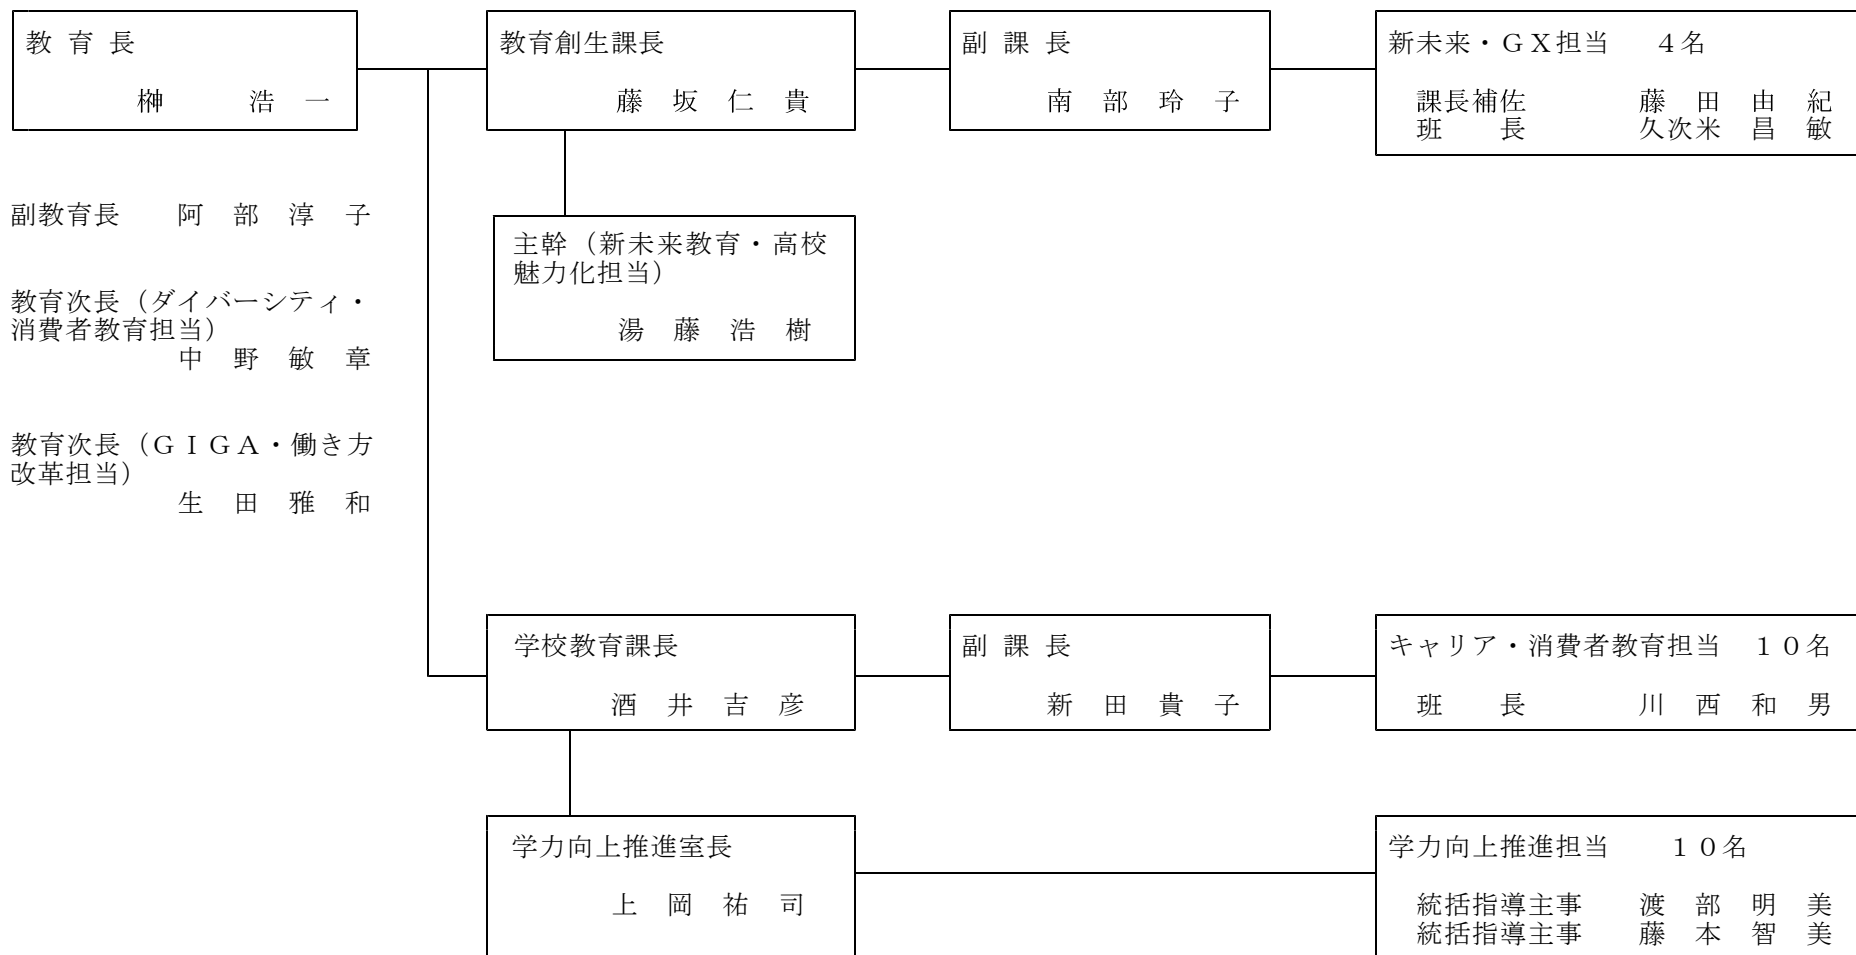 教 育 長
榊 浩 一
副教育長 阿 部 淳 子
教育次長（ダイバーシティ・
消費者教育担当）
中 野 敏 章
教育次長（ＧＩＧＡ・働き方
改革担当）
生 田 雅 和
教育創生課長
藤 坂 仁 貴
主幹（新未来教育・高校
魅力化担当）
湯 藤 浩 樹
副 課 長
南 部 玲 子
新未来・ＧＸ担当 ４名
課長補佐 藤 田 由 紀
班 長 久次米 昌 敏
学校教育課長
酒 井 吉 彦
副 課 長
新 田 貴 子
キャリア・消費者教育担当 １０名
班 長 川 西 和 男
学力向上推進室長
上 岡 祐 司
学力向上推進担当 １０名
統括指導主事 渡 部 明 美
統括指導主事 藤 本 智 美